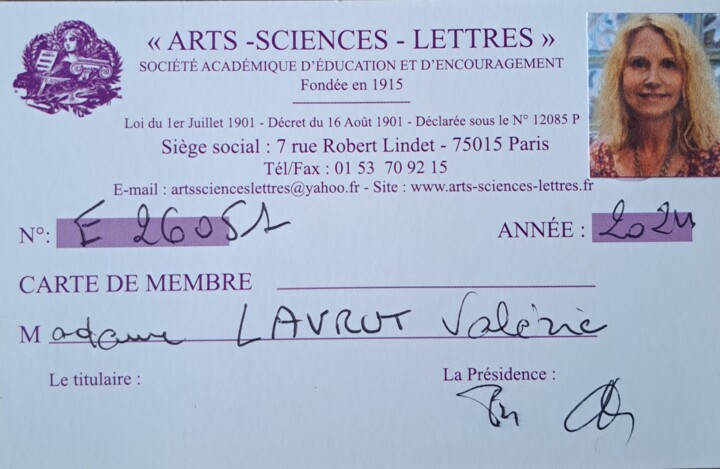 « ARTS -SCIENCES - LETTRES »
SOCIÉTÉ ACADÉMIQUE D'ÉDUCATION ET D'ENCOURAGEMENT
Fondée en 1915
Loi du 1er Juillet 1901 - Décret du 16 Août 1901 - Déclarée sous le N° 12085 P
Siège social : 7 rue Robert Lindet - 75015 Paris
Tél/Fax : 01 53 70 92 15
E-mail : artsscienceslettres@yahoo.fr - Site : www.arts-sciences-lettres.fr
N°: E 26051 ANNÉE : 2024
CARTE DE MEMBRE
Madame LAVRUT Valérie
Le titulaire : La Présidence :